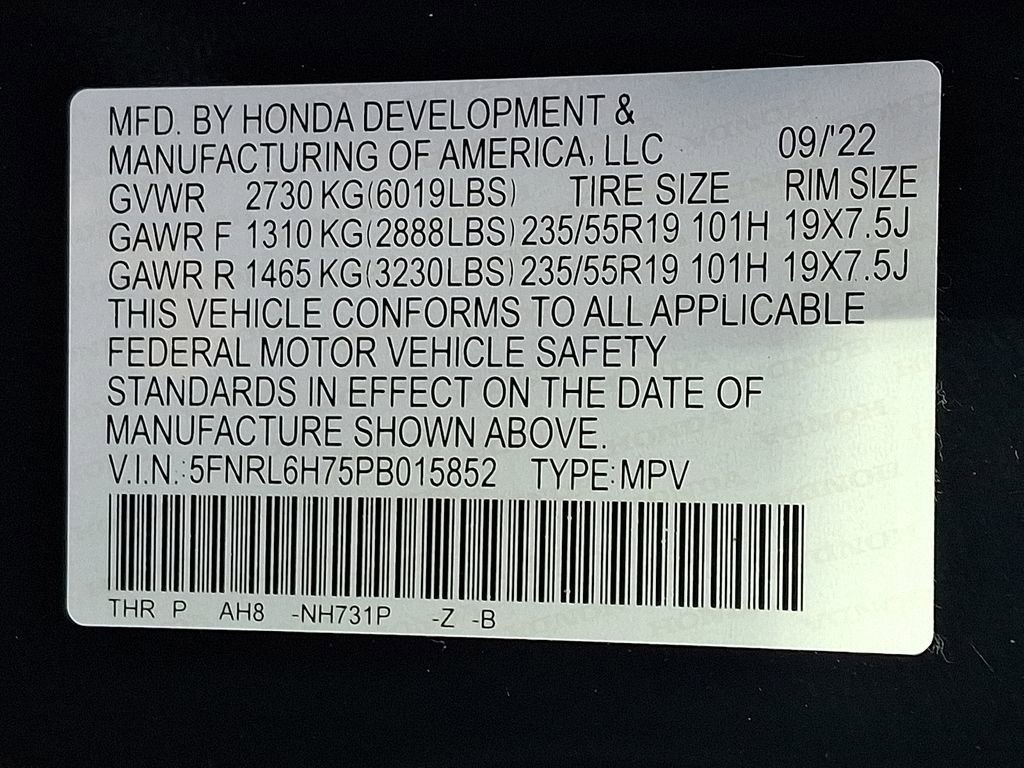 MFD. BY HONDA DEVELOPMENT &
MANUFACTURING OF AMERICA, LLC 09/'22
GVWR 2730 KG(6019LBS) TIRE SIZE RIM SIZE
GAWR F 1310 KG(2888LBS) 235/55R19 101H 19X7.5J
GAWR R 1465 KG(3230LBS) 235/55R19 101H 19X7.5J
THIS VEHICLE CONFORMS TO ALL APPLICABLE
FEDERAL MOTOR VEHICLE SAFETY
STANDARDS IN EFFECT ON THE DATE OF
MANUFACTURE SHOWN ABOVE.
V.I.N.:5FNRL6H75PB015852 TYPE:MPV
THR P AH8 -NH731P -Z -B